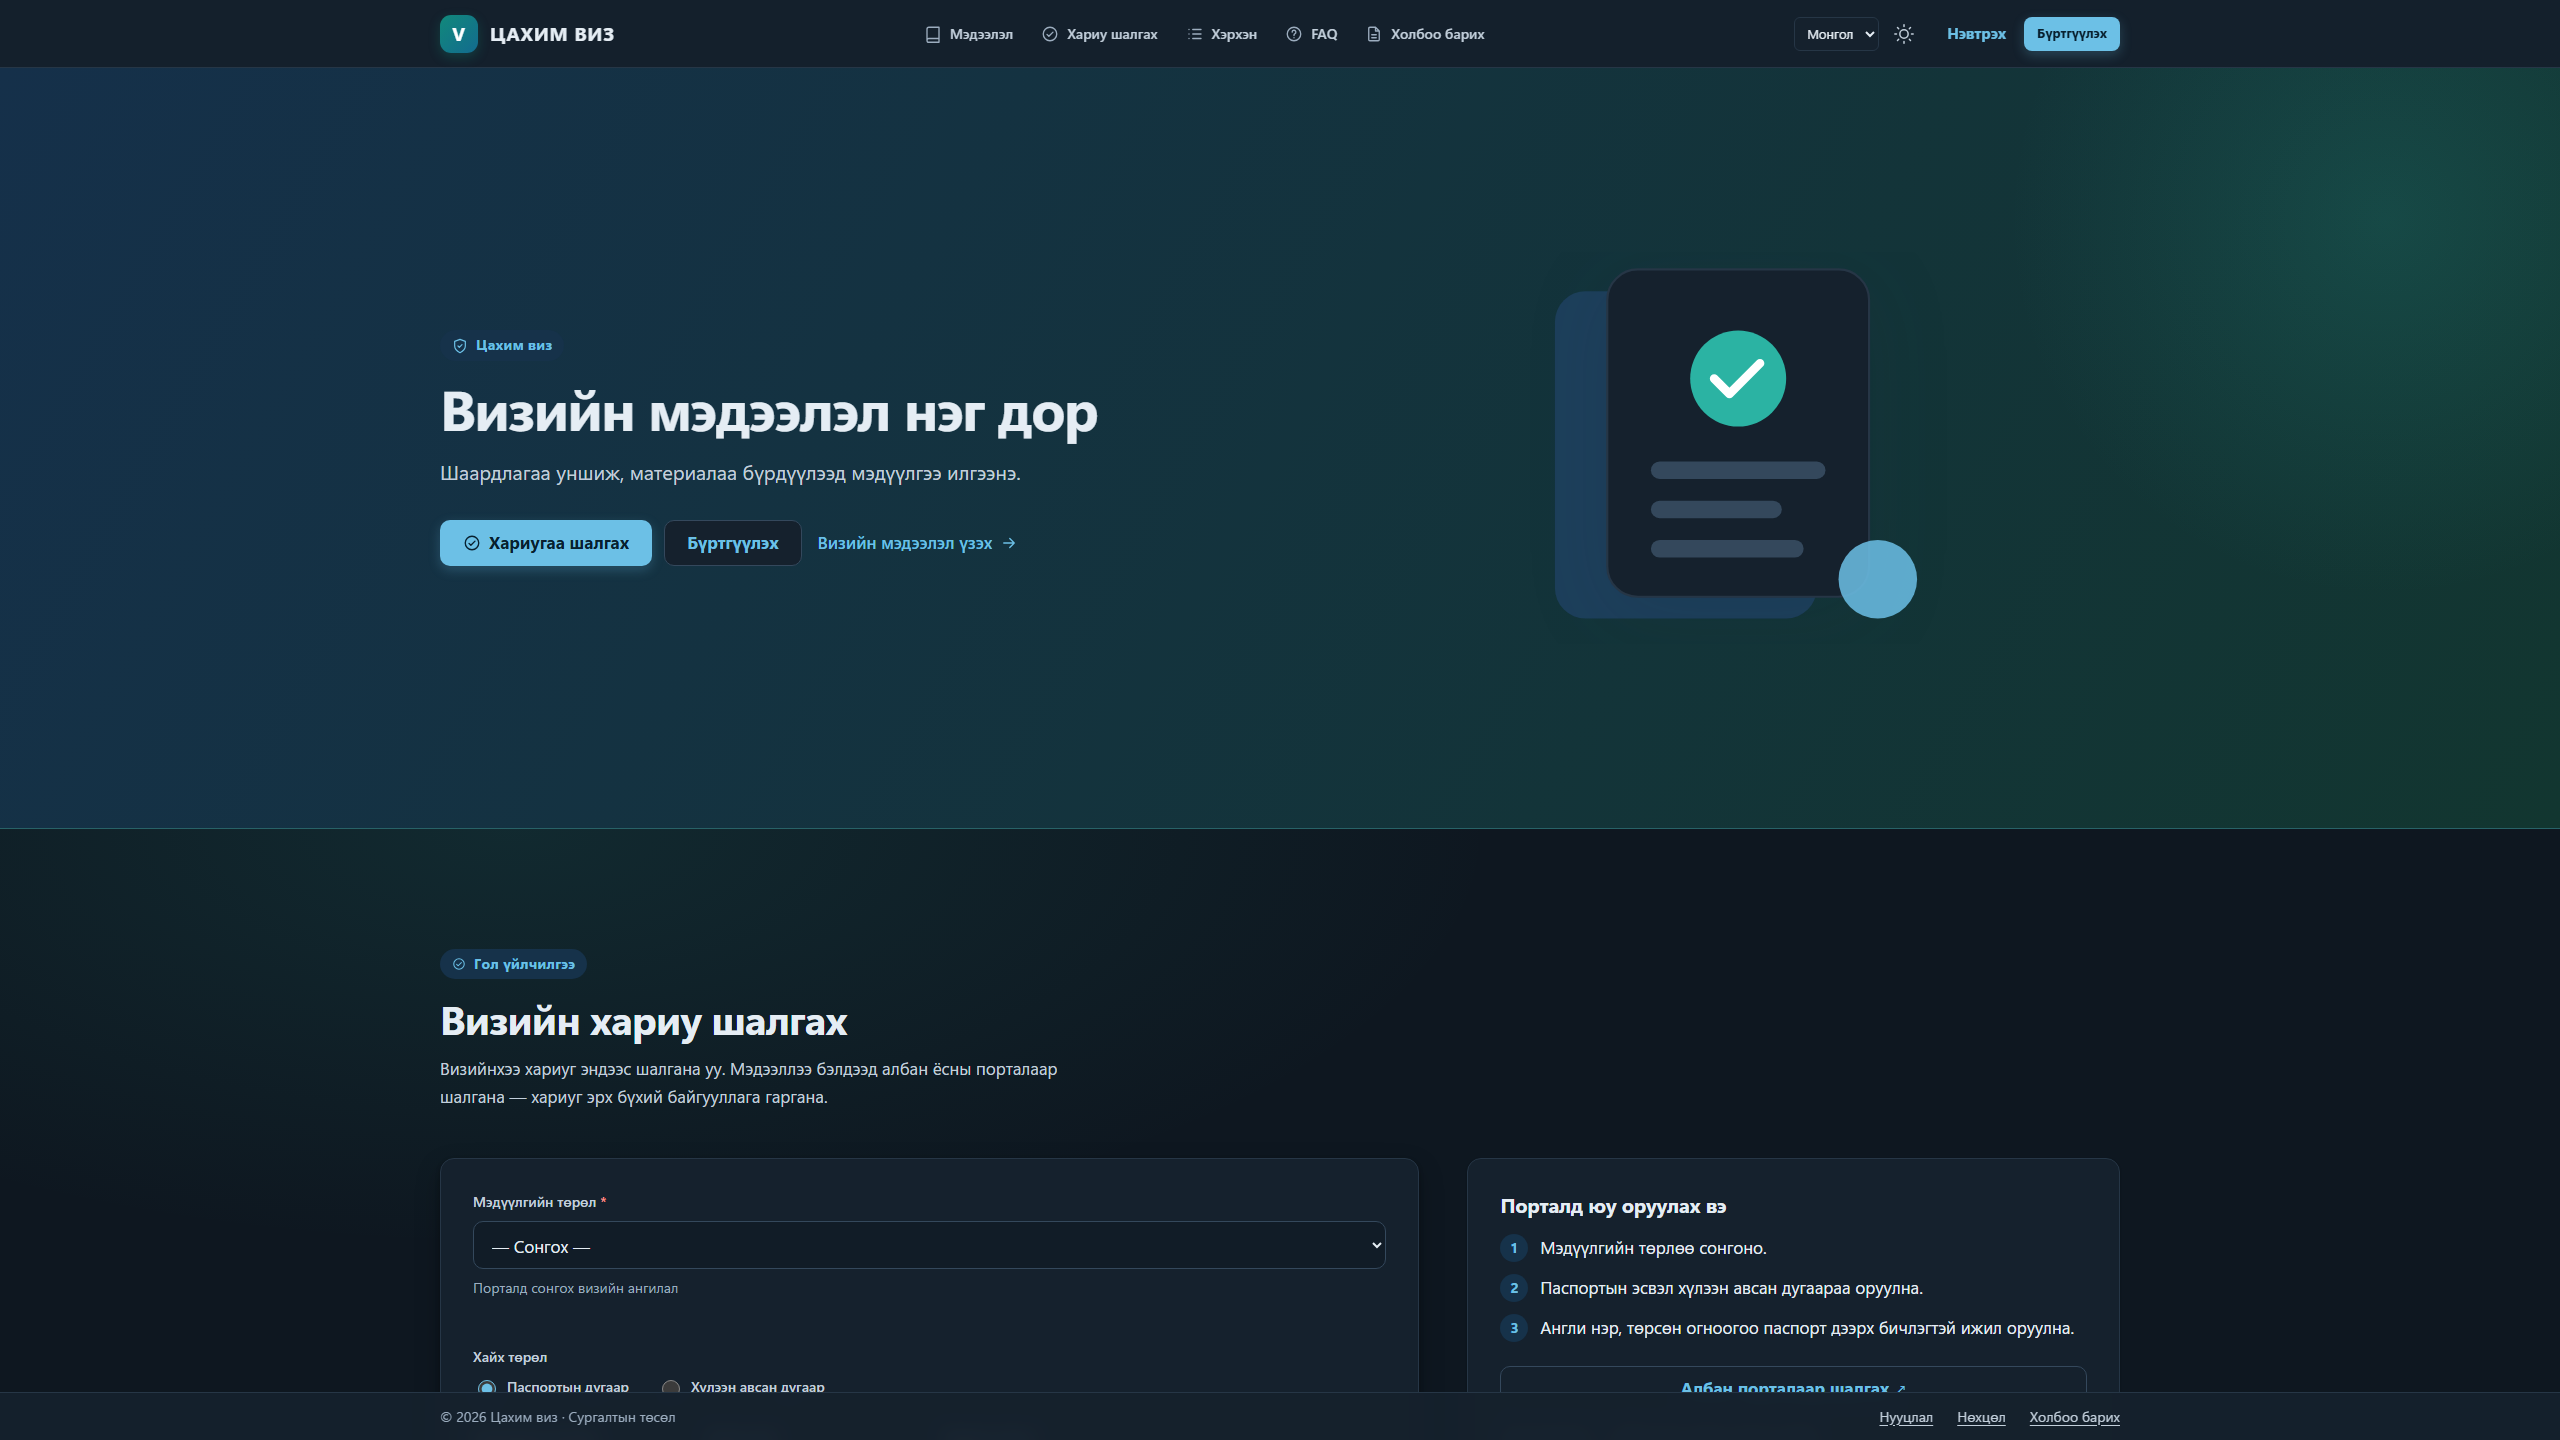 V ЦАХИМ ВИЗ
Мэдээлэл
Хариу шалгах
Хэрхэн
FAQ
Холбоо барих
Монгол
Нэвтрэх
Бүртгүүлэх
Цахим виз
Визийн мэдээлэл нэг дор
Шаардлагаа уншиж, материалаа бүрдүүлээд мэдүүлгээ илгээнэ.
Хариугаа шалгах
Бүртгүүлэх
Визийн мэдээлэл үзэх →
Гол үйлчилгээ
Визийн хариу шалгах
Визийнхээ хариуг эндээс шалгана уу. Мэдээллээ бэлдээд албан ёсны порталаар
шалгана — хариуг эрх бүхий байгууллага гаргана.
Мэдүүлгийн төрөл *
— Сонгох —
Порталд сонгох визийн ангилал
Хайх төрөл
Паспортын дугаар
Хүлээн авсан дугаар
Порталд юу оруулах вэ
1 Мэдүүлгийн төрлөө сонгоно.
2 Паспортын эсвэл хүлээн авсан дугаараа оруулна.
3 Англи нэр, төрсөн огноогоо паспорт дээрх бичлэгтэй ижил оруулна.
Албан порталаар шалгах ↗
© 2026 Цахим виз · Сургалтын төсөл
Нууцлал
Нөхцөл
Холбоо барих